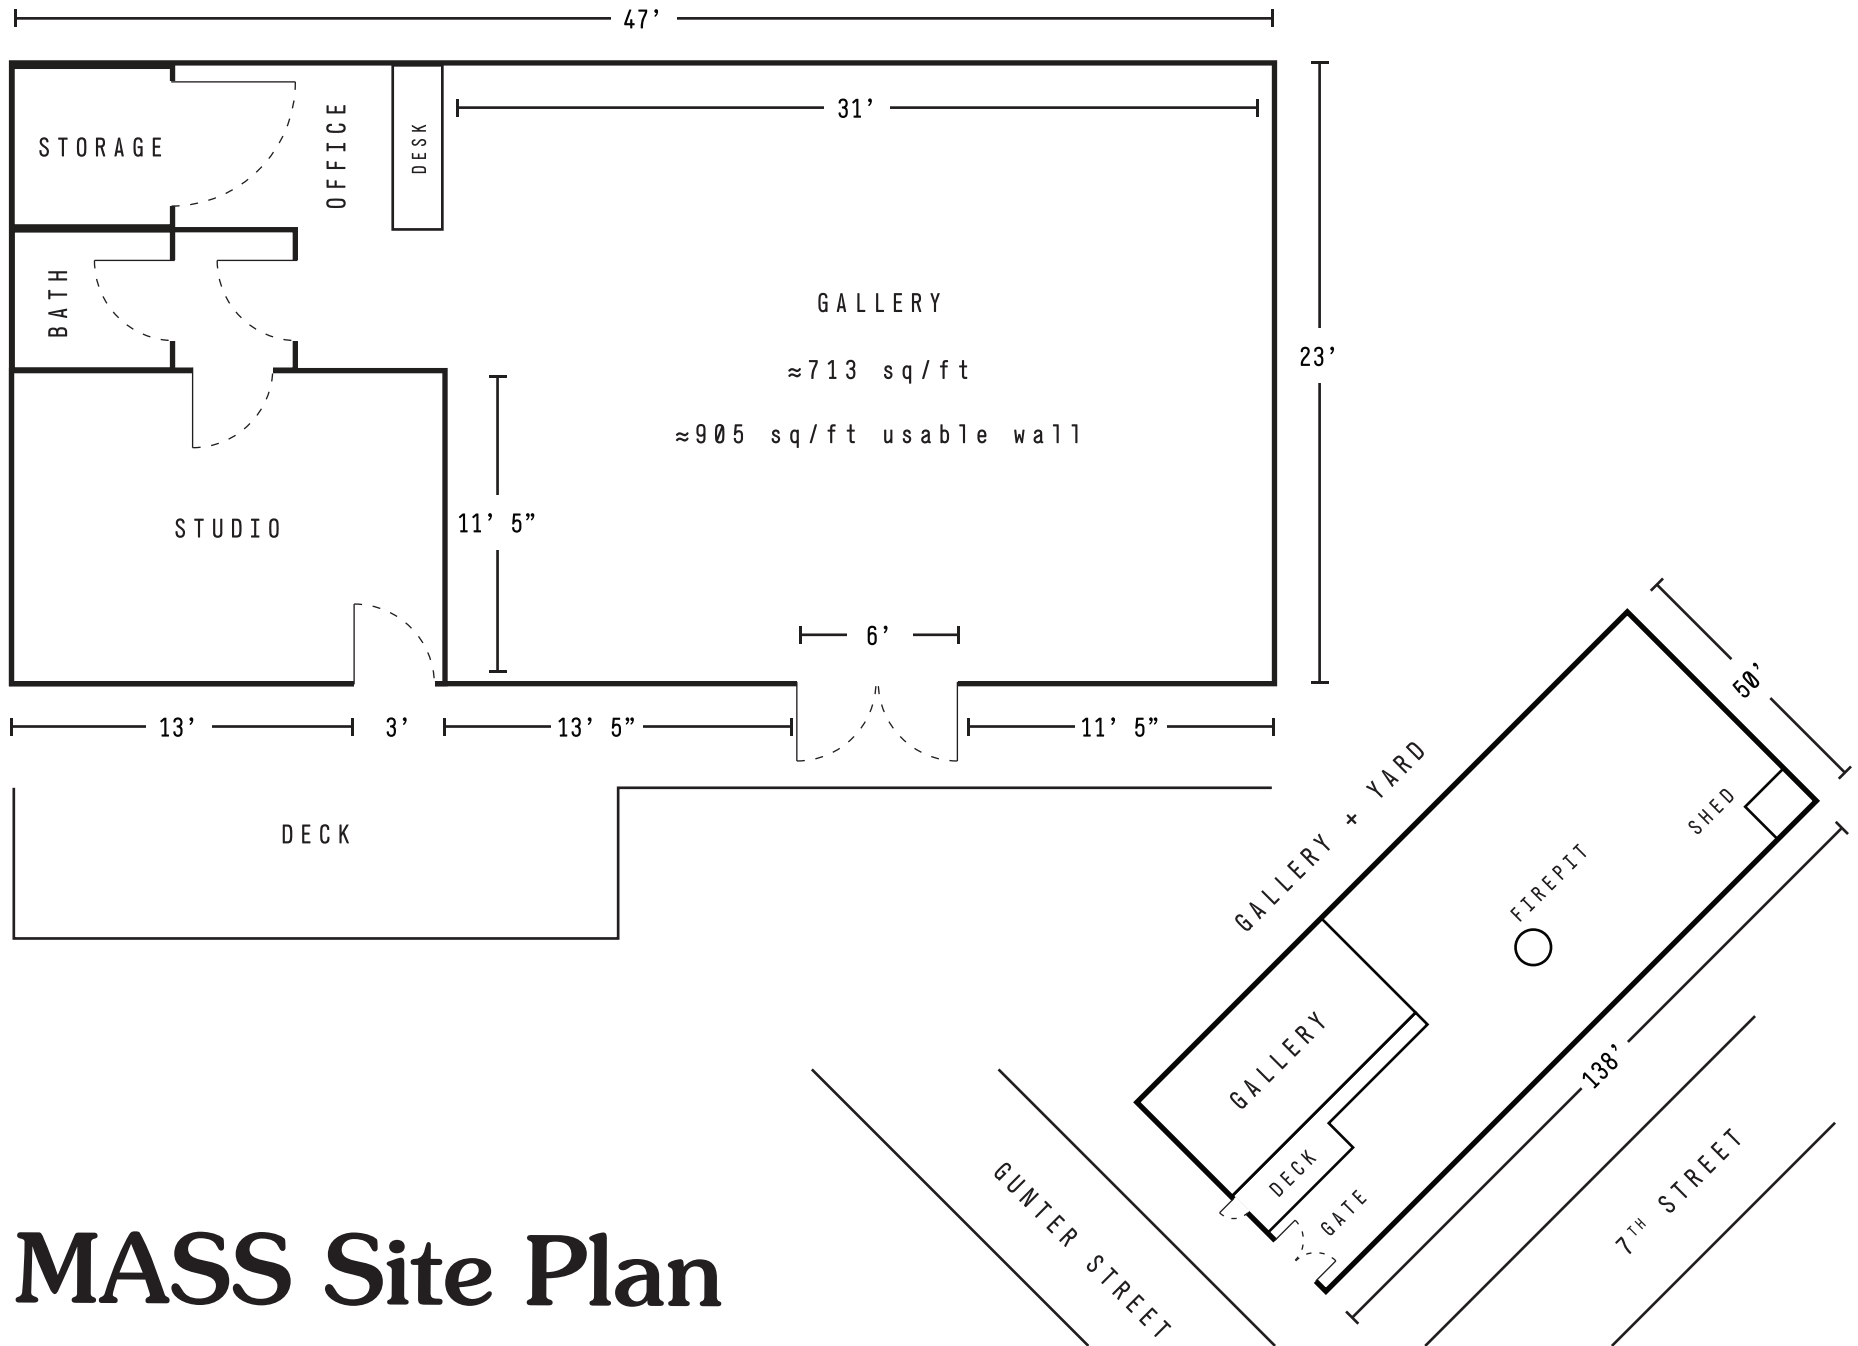 47’
31’
STORAGE
OFFICE
DESK
BATH
GALLERY
≈713 sq/ft
≈905 sq/ft usable wall
23’
STUDIO
11’ 5”
6’
13’
3’
13’ 5”
11’ 5”
DECK
50’
GALLERY + YARD
SHED
FIREPIT
GALLERY
138’
DECK
GATE
GUNTER STREET
7TH STREET
MASS Site Plan